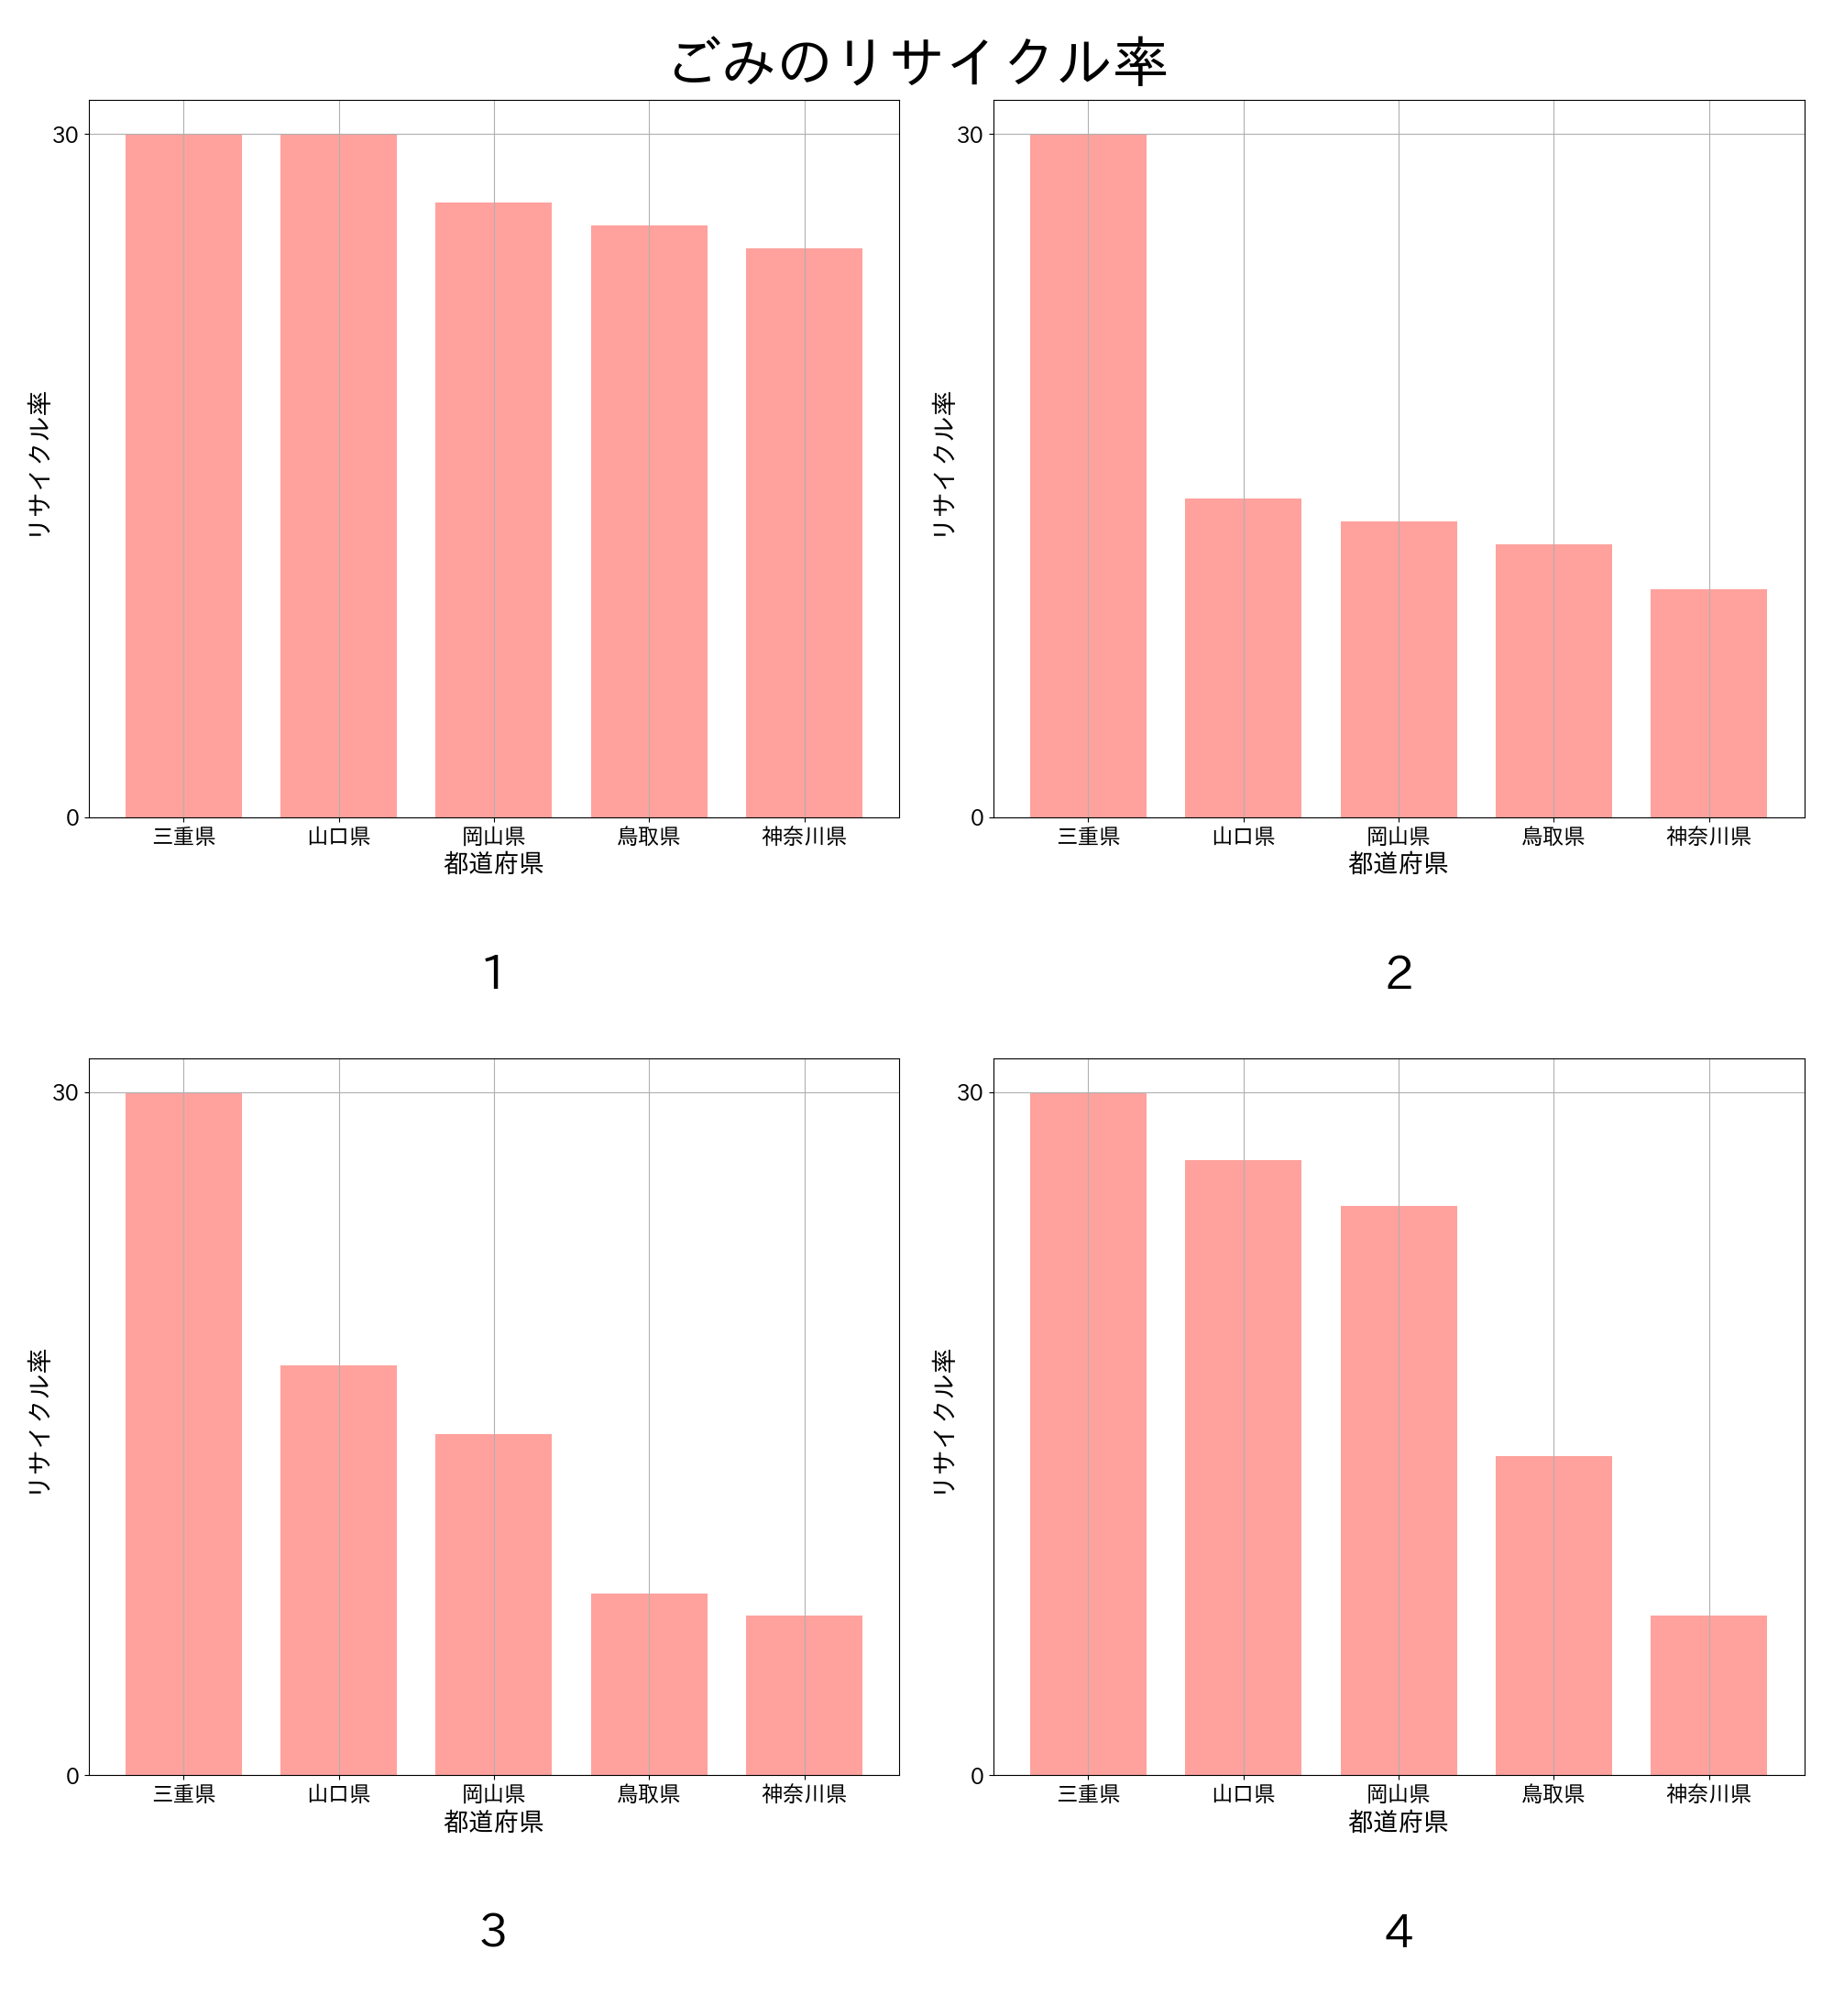 ごみのリサイクル率
30
0
リサイクル率
三重県 山口県 岡山県 鳥取県 神奈川県
都道府県
1
30
0
リサイクル率
三重県 山口県 岡山県 鳥取県 神奈川県
都道府県
2
30
0
リサイクル率
三重県 山口県 岡山県 鳥取県 神奈川県
都道府県
3
30
0
リサイクル率
三重県 山口県 岡山県 鳥取県 神奈川県
都道府県
4